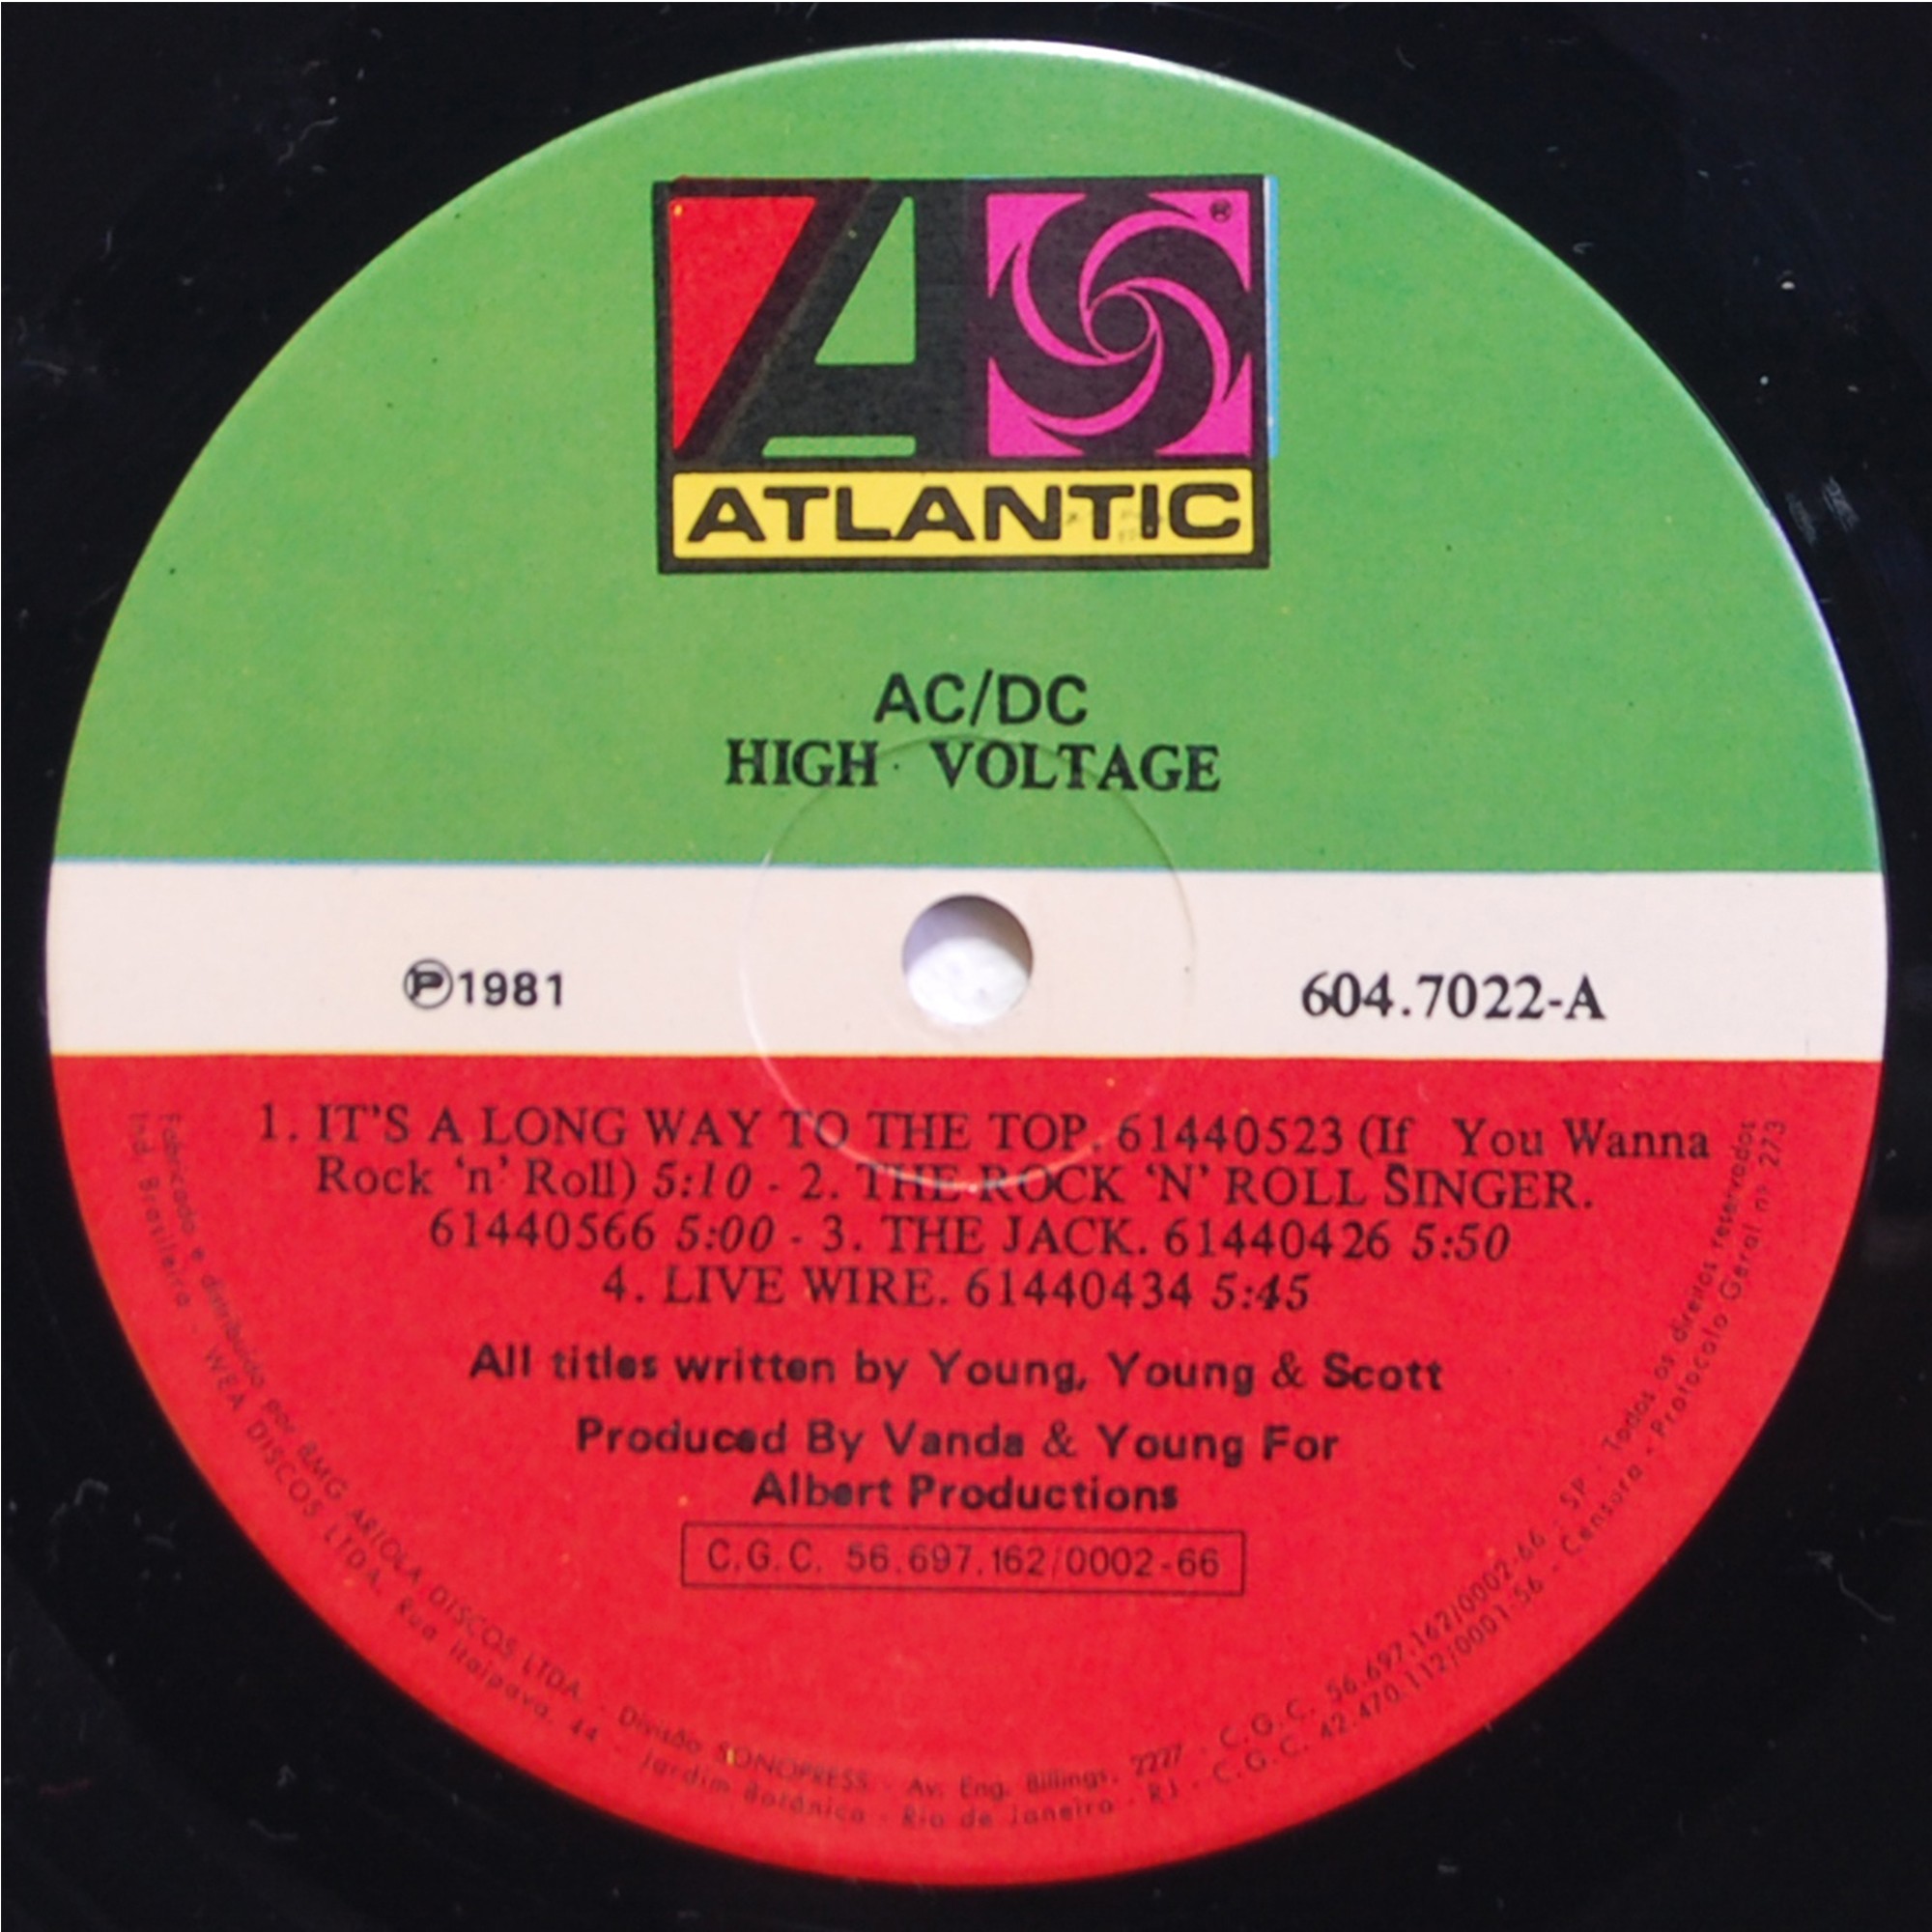 ®
ATLANTIC
AC/DC
HIGH VOLTAGE
℗1981
604.7022-A
1. IT'S A LONG WAY TO THE TOP. 61440523 (If You Wanna
Rock 'n' Roll) 5:10 - 2. THE ROCK 'N' ROLL SINGER.
61440566 5:00 - 3. THE JACK. 61440426 5:50
4. LIVE WIRE. 61440434 5:45
All titles written by Young, Young & Scott
Produced By Vanda & Young For
Albert Productions
C.G.C. 56.697.162/0002-66
Fabricado e distribuído por BMG ARIOLA DISCOS LTDA. - Divisão SONOPRESS - Av. Eng. Billings, 2227 - C.G.C. 56.697.162/0002-66 - SP - Todos os direitos reservados
Ind. Brasileira - WEA DISCOS LTDA. Rua Itaipava, 44 - Jardim Botânico - Rio de Janeiro - RJ - C.G.C. 42.470.112/0001-56 - Censura - Protocolo Geral nº 273